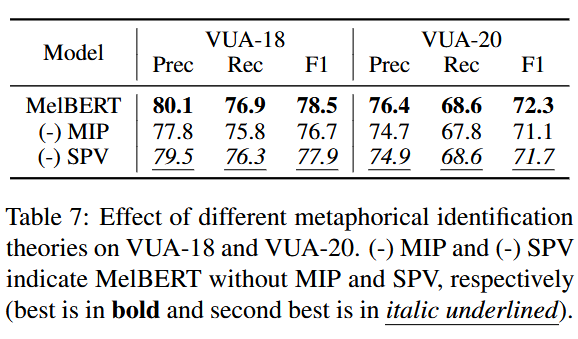 Model VUA-18 VUA-20
Prec Rec F1 Prec Rec F1
MelBERT 80.1 76.9 78.5 76.4 68.6 72.3
(-) MIP 77.8 75.8 76.7 74.7 67.8 71.1
(-) SPV 79.5 76.3 77.9 74.9 68.6 71.7
Table 7: Effect of different metaphorical identification
theories on VUA-18 and VUA-20. (-) MIP and (-) SPV
indicate MelBERT without MIP and SPV, respectively
(best is in bold and second best is in italic underlined).